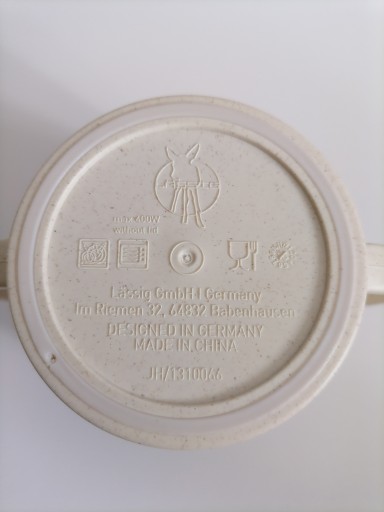 LÄSSIG
max 600W
without lid
Lässig GmbH | Germany
Im Riemen 32, 64832 Babenhausen
DESIGNED IN GERMANY
MADE IN CHINA
JH/1310046